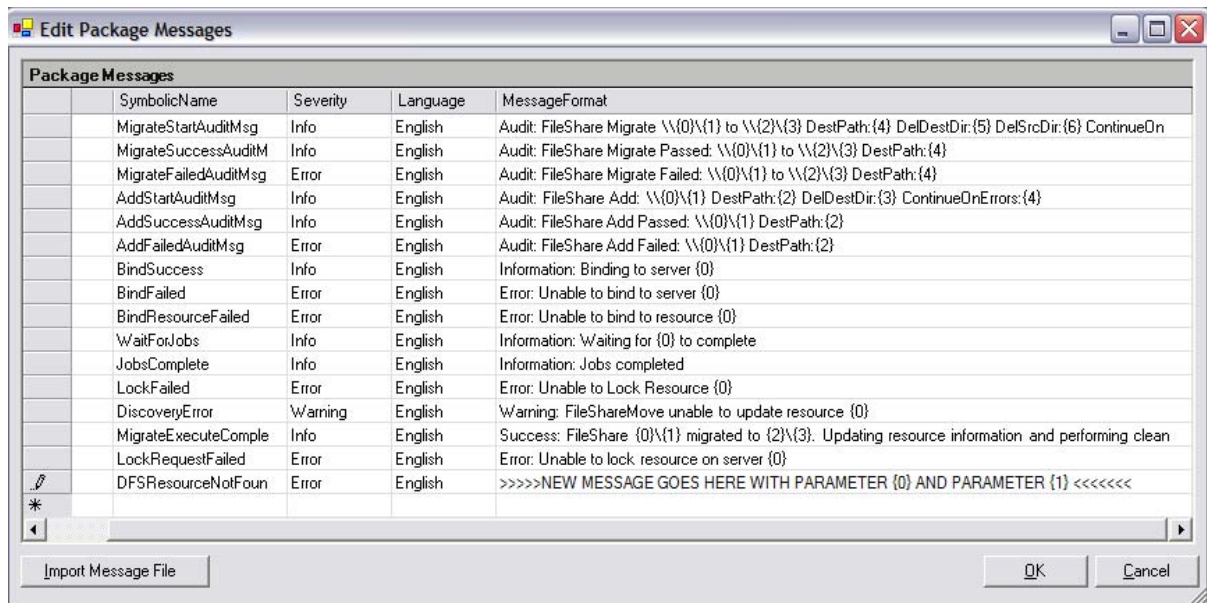 Edit Package Messages
Package Messages
SymbolicName Severity Language MessageFormat
MigrateStartAuditMsg Info English Audit: FileShare Migrate \\{0}\{1} to \\{2}\{3} DestPath:{4} DelDestDir:{5} DelSrcDir:{6} ContinueOn
MigrateSuccessAuditM Info English Audit: FileShare Migrate Passed: \\{0}\{1} to \\{2}\{3} DestPath:{4}
MigrateFailedAuditMsg Error English Audit: FileShare Migrate Failed: \\{0}\{1} to \\{2}\{3} DestPath:{4}
AddStartAuditMsg Info English Audit: FileShare Add: \\{0}\{1} DestPath:{2} DelDestDir:{3} ContinueOnErrors:{4}
AddSuccessAuditMsg Info English Audit: FileShare Add Passed: \\{0}\{1} DestPath:{2}
AddFailedAuditMsg Error English Audit: FileShare Add Failed: \\{0}\{1} DestPath:{2}
BindSuccess Info English Information: Binding to server {0}
BindFailed Error English Error: Unable to bind to server {0}
BindResourceFailed Error English Error: Unable to bind to resource {0}
WaitForJobs Info English Information: Waiting for {0} to complete
JobsComplete Info English Information: Jobs completed
LockFailed Error English Error: Unable to Lock Resource {0}
DiscoveryError Warning English Warning: FileShareMove unable to update resource {0}
MigrateExecuteComple Info English Success: FileShare {0}\{1} migrated to {2}\{3}. Updating resource information and performing clean
LockRequestFailed Error English Error: Unable to lock resource on server {0}
DFSResourceNotFoun Error English >>>>>NEW MESSAGE GOES HERE WITH PARAMETER {0} AND PARAMETER {1} <<<<<<<
Import Message File OK Cancel